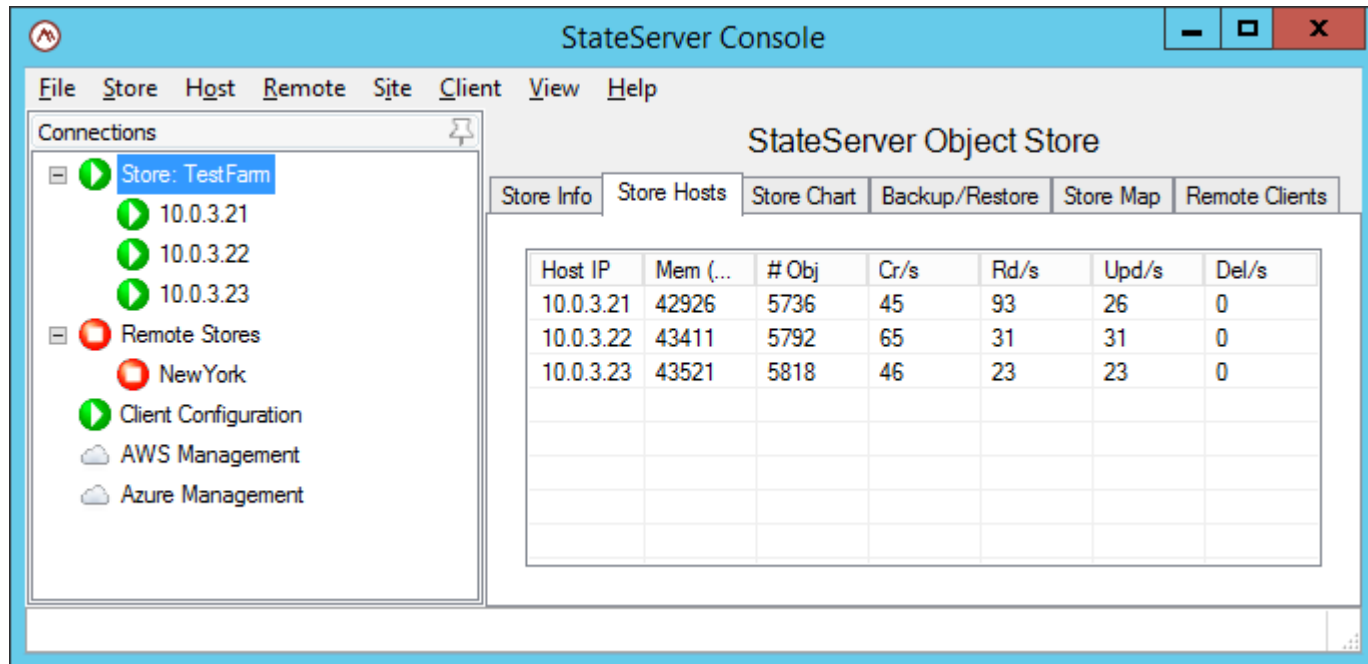 StateServer Console
File Store Host Remote Site Client View Help
Connections
Store: TestFarm
10.0.3.21
10.0.3.22
10.0.3.23
Remote Stores
NewYork
Client Configuration
AWS Management
Azure Management
StateServer Object Store
Store Info Store Hosts Store Chart Backup/Restore Store Map Remote Clients
Host IP Mem (... # Obj Cr/s Rd/s Upd/s Del/s
10.0.3.21 42926 5736 45 93 26 0
10.0.3.22 43411 5792 65 31 31 0
10.0.3.23 43521 5818 46 23 23 0